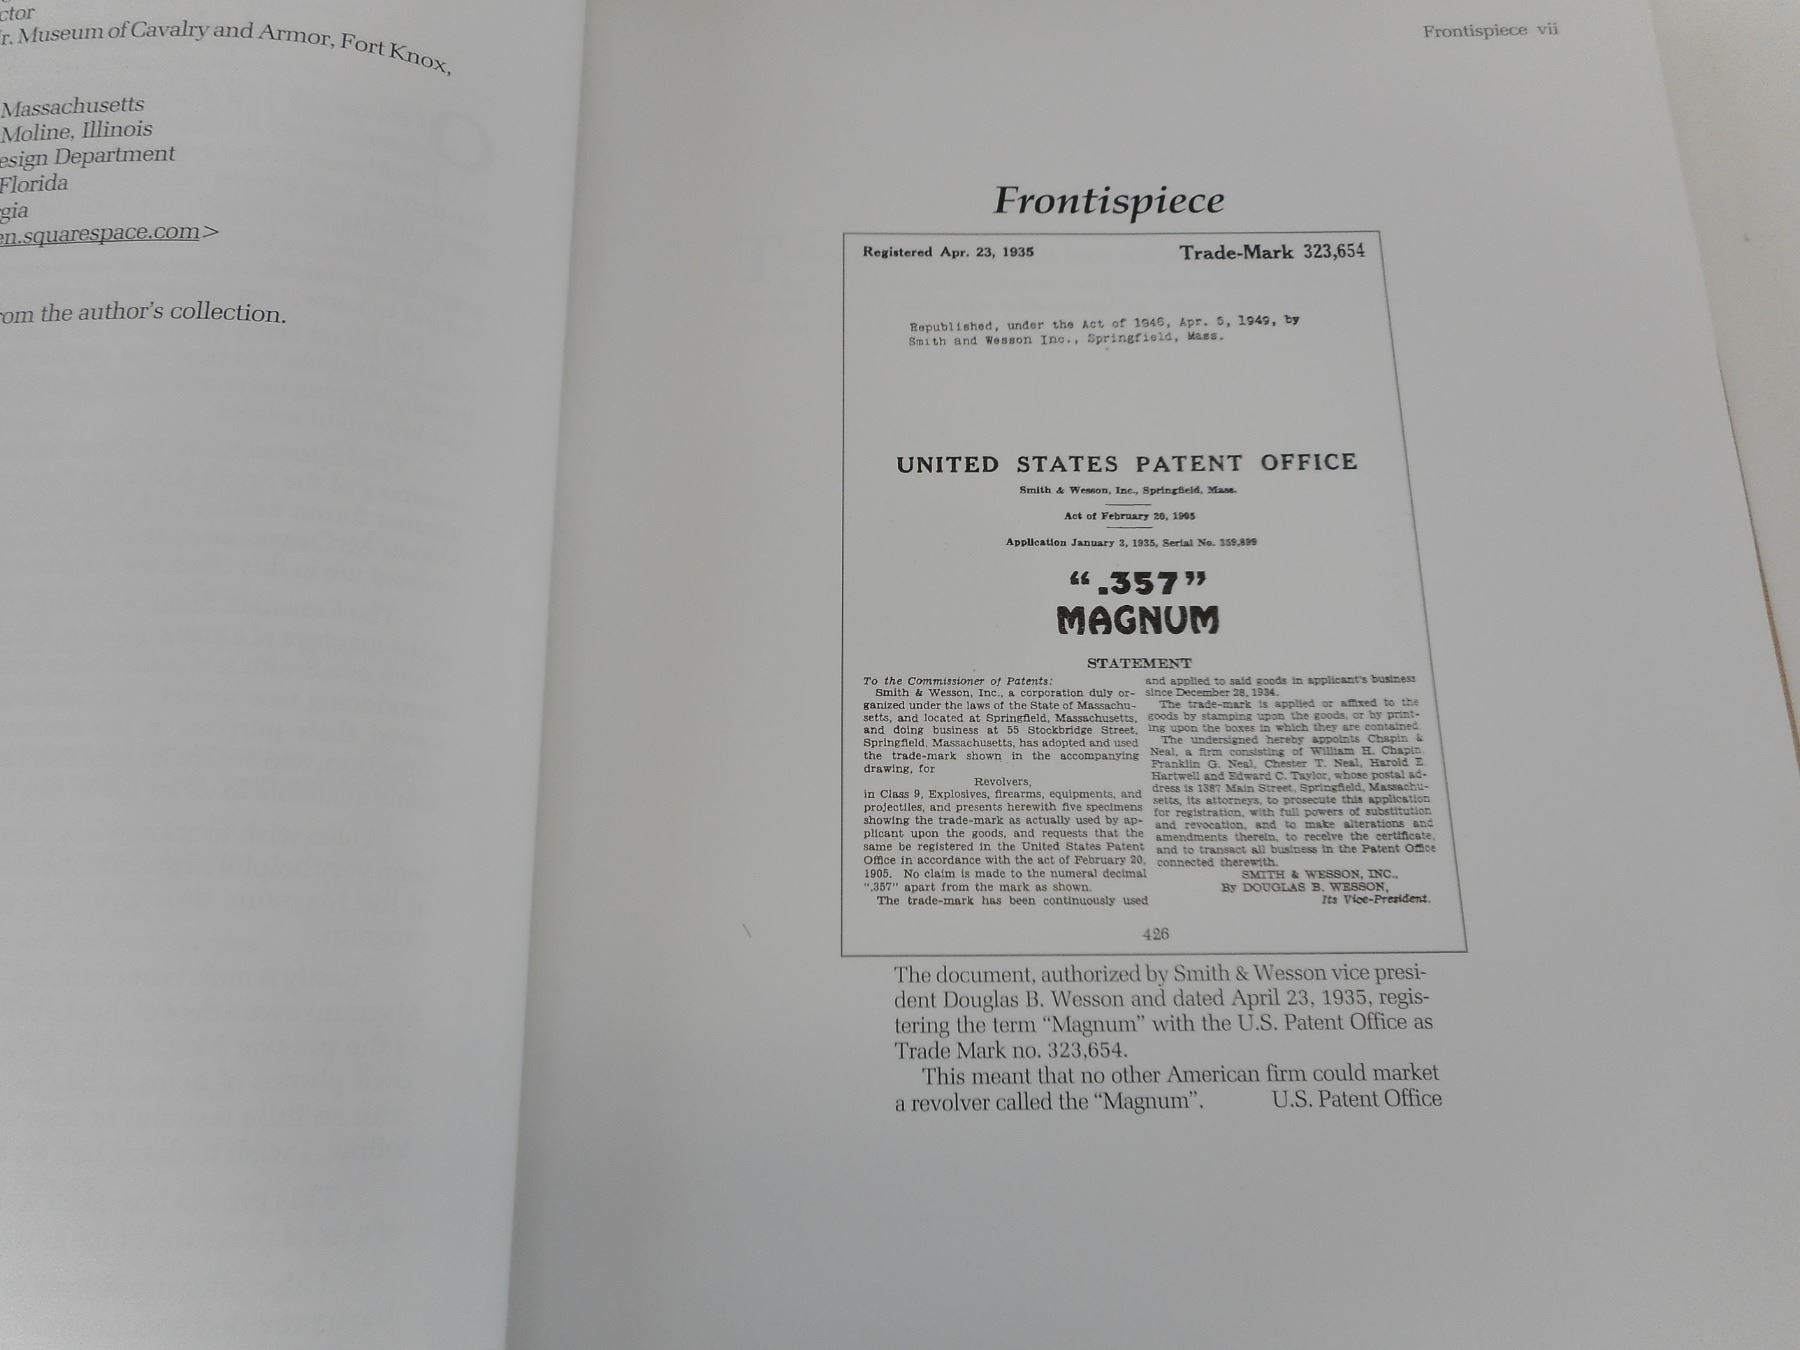 ctor
r. Museum of Cavalry and Armor, Fort Knox,
Massachusetts
Moline, Illinois
esign Department
Florida
gia
en.squarespace.com>
om the author's collection.
Frontispiece vii
Frontispiece
Registered Apr. 23, 1935 Trade-Mark 323,654
Republished, under the Act of 1946, Apr. 5, 1949, by
Smith and Wesson Inc., Springfield, Mass.
UNITED STATES PATENT OFFICE
Smith & Wesson, Inc., Springfield, Mass.
Act of February 20, 1905
Application January 3, 1935, Serial No. 359,899
“.357”
MAGNUM
STATEMENT
To the Commissioner of Patents:
Smith & Wesson, Inc., a corporation duly or-
ganized under the laws of the State of Massachu-
setts, and located at Springfield, Massachusetts,
and doing business at 55 Stockbridge Street,
Springfield, Massachusetts, has adopted and used
the trade-mark shown in the accompanying
drawing, for
Revolvers,
in Class 9, Explosives, firearms, equipments, and
projectiles, and presents herewith five specimens
showing the trade-mark as actually used by ap-
plicant upon the goods, and requests that the
same be registered in the United States Patent
Office in accordance with the act of February 20,
1905. No claim is made to the numeral decimal
“.357” apart from the mark as shown.
The trade-mark has been continuously used
and applied to said goods in applicant's business
since December 28, 1934.
The trade-mark is applied or affixed to the
goods by stamping upon the goods, or by print-
ing upon the boxes in which they are contained.
The undersigned hereby appoints Chapin &
Neal, a firm consisting of William H. Chapin,
Franklin G. Neal, Chester T. Neal, Harold E.
Hartwell and Edward C. Taylor, whose postal ad-
dress is 1387 Main Street, Springfield, Massachu-
setts, its attorneys, to prosecute this application
for registration, with full powers of substitution
and revocation, and to make alterations and
amendments therein, to receive the certificate,
and to transact all business in the Patent Office
connected therewith.
SMITH & WESSON, INC.,
By DOUGLAS B. WESSON,
Its Vice-President.
426
The document, authorized by Smith & Wesson vice presi-
dent Douglas B. Wesson and dated April 23, 1935, regis-
tering the term “Magnum” with the U.S. Patent Office as
Trade Mark no. 323,654.
This meant that no other American firm could market
a revolver called the “Magnum”. U.S. Patent Office